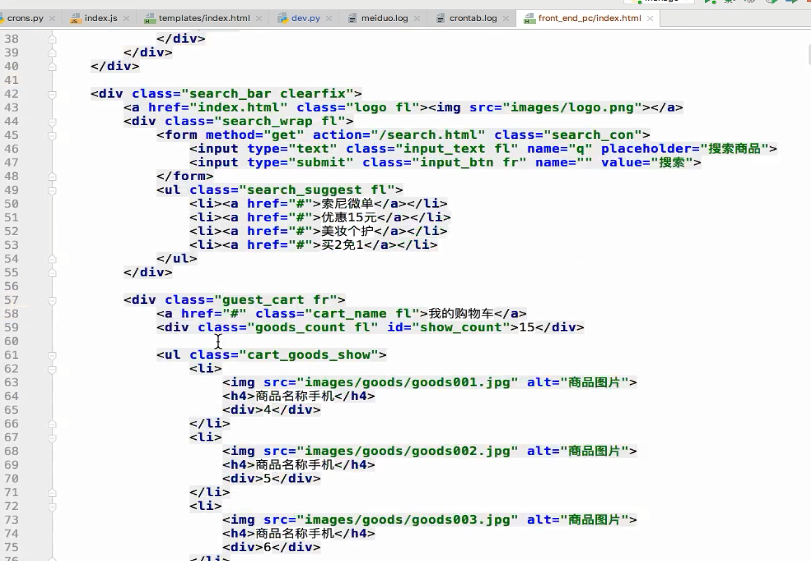 crons.py index.js templates/index.html dev.py meiduo.log crontab.log front_end_pc/index.html
38 </div>
39 </div>
40 </div>
41
42 <div class="search_bar clearfix">
43 <a href="index.html" class="logo fl"><img src="images/logo.png"></a>
44 <div class="search_wrap fl">
45 <form method="get" action="/search.html" class="search_con">
46 <input type="text" class="input_text fl" name="q" placeholder="搜索商品">
47 <input type="submit" class="input_btn fr" name="" value="搜索">
48 </form>
49 <ul class="search_suggest fl">
50 <li><a href="#">索尼微单</a></li>
51 <li><a href="#">优惠15元</a></li>
52 <li><a href="#">美妆个护</a></li>
53 <li><a href="#">买2免1</a></li>
54 </ul>
55 </div>
56
57 <div class="guest_cart fr">
58 <a href="#" class="cart_name fl">我的购物车</a>
59 <div class="goods_count fl" id="show_count">15</div>
60
61 <ul class="cart_goods_show">
62 <li>
63 <img src="images/goods/goods001.jpg" alt="商品图片">
64 <h4>商品名称手机</h4>
65 <div>4</div>
66 </li>
67 <li>
68 <img src="images/goods/goods002.jpg" alt="商品图片">
69 <h4>商品名称手机</h4>
70 <div>5</div>
71 </li>
72 <li>
73 <img src="images/goods/goods003.jpg" alt="商品图片">
74 <h4>商品名称手机</h4>
75 <div>6</div>
76 </li>